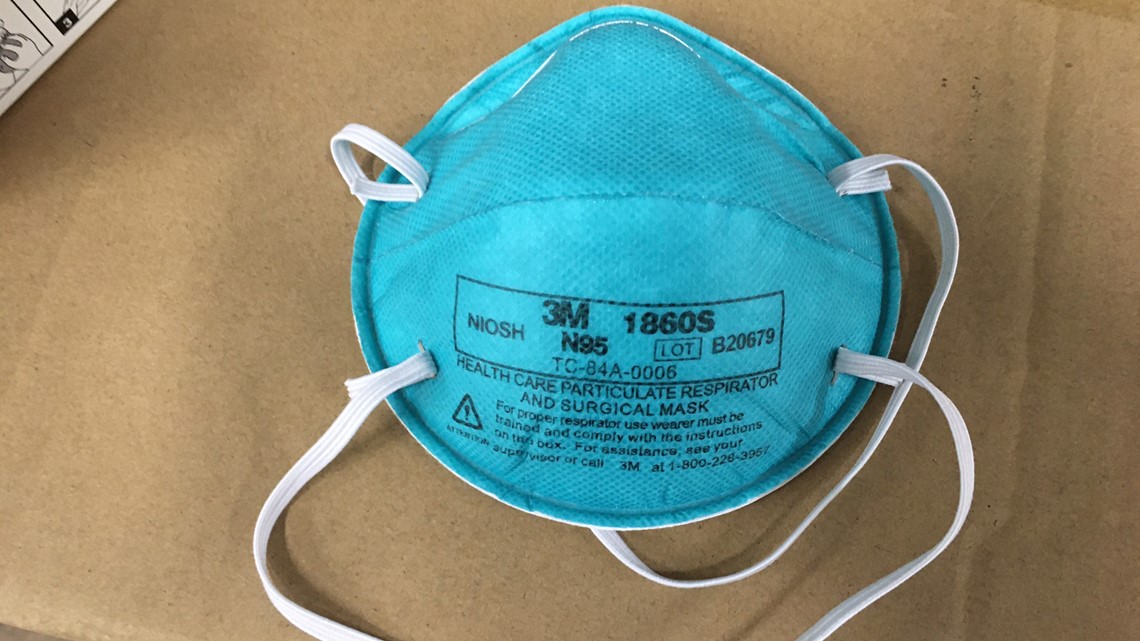 3
NIOSH 3M 1860S
N95 LOT B20679
TC-84A-0006
HEALTH CARE PARTICULATE RESPIRATOR
AND SURGICAL MASK
For proper respirator use wearer must be
trained and comply with the instructions
on the box. For assistance, see your
ATTENTION supervisor or call 3M at 1-800-228-3957